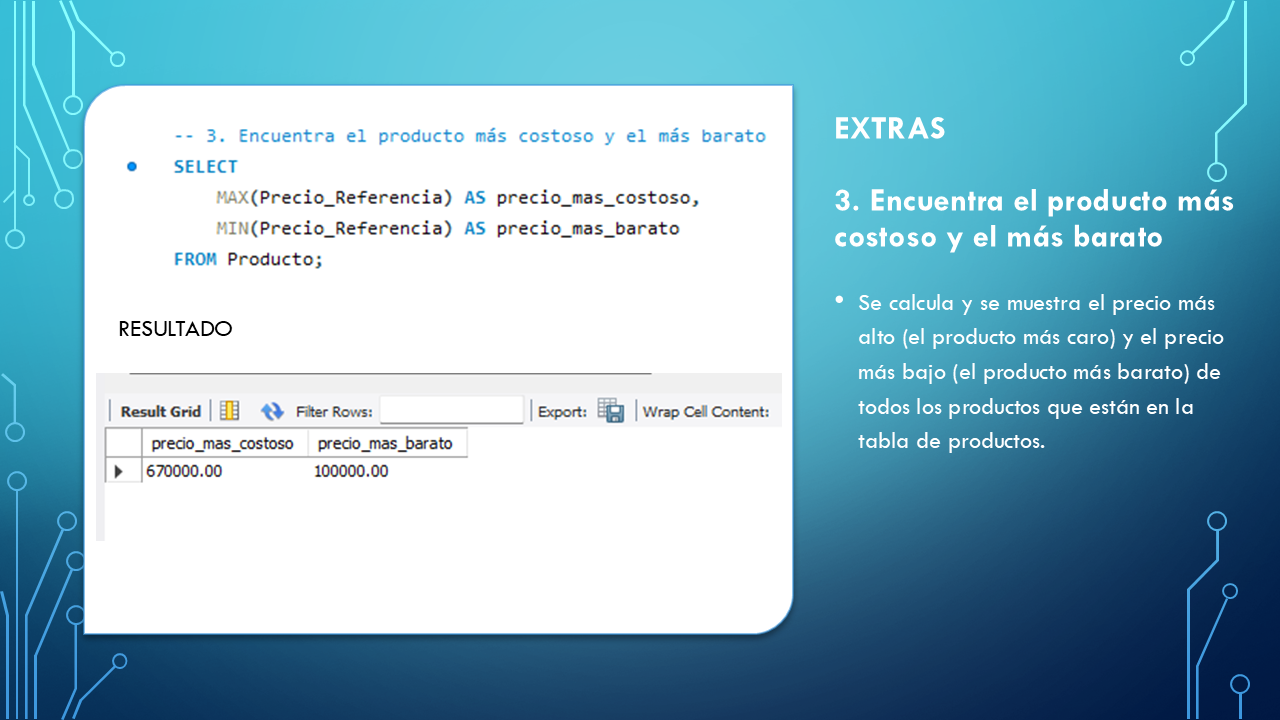 -- 3. Encuentra el producto más costoso y el más barato
SELECT
MAX(Precio_Referencia) AS precio_mas_costoso,
MIN(Precio_Referencia) AS precio_mas_barato
FROM Producto;
RESULTADO
Result Grid Filter Rows: Export: Wrap Cell Content:
precio_mas_costoso precio_mas_barato
670000.00 100000.00
EXTRAS
3. Encuentra el producto más
costoso y el más barato
• Se calcula y se muestra el precio más
alto (el producto más caro) y el precio
más bajo (el producto más barato) de
todos los productos que están en la
tabla de productos.